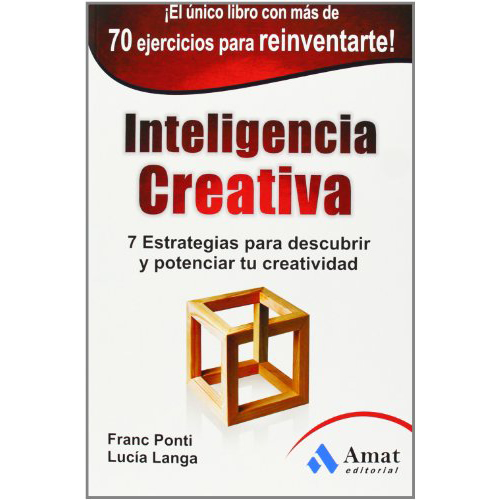 ¡El único libro con más de
70 ejercicios para reinventarte!
Inteligencia
Creativa
7 Estrategias para descubrir
y potenciar tu creatividad
Franc Ponti
Lucía Langa
Amat
editorial